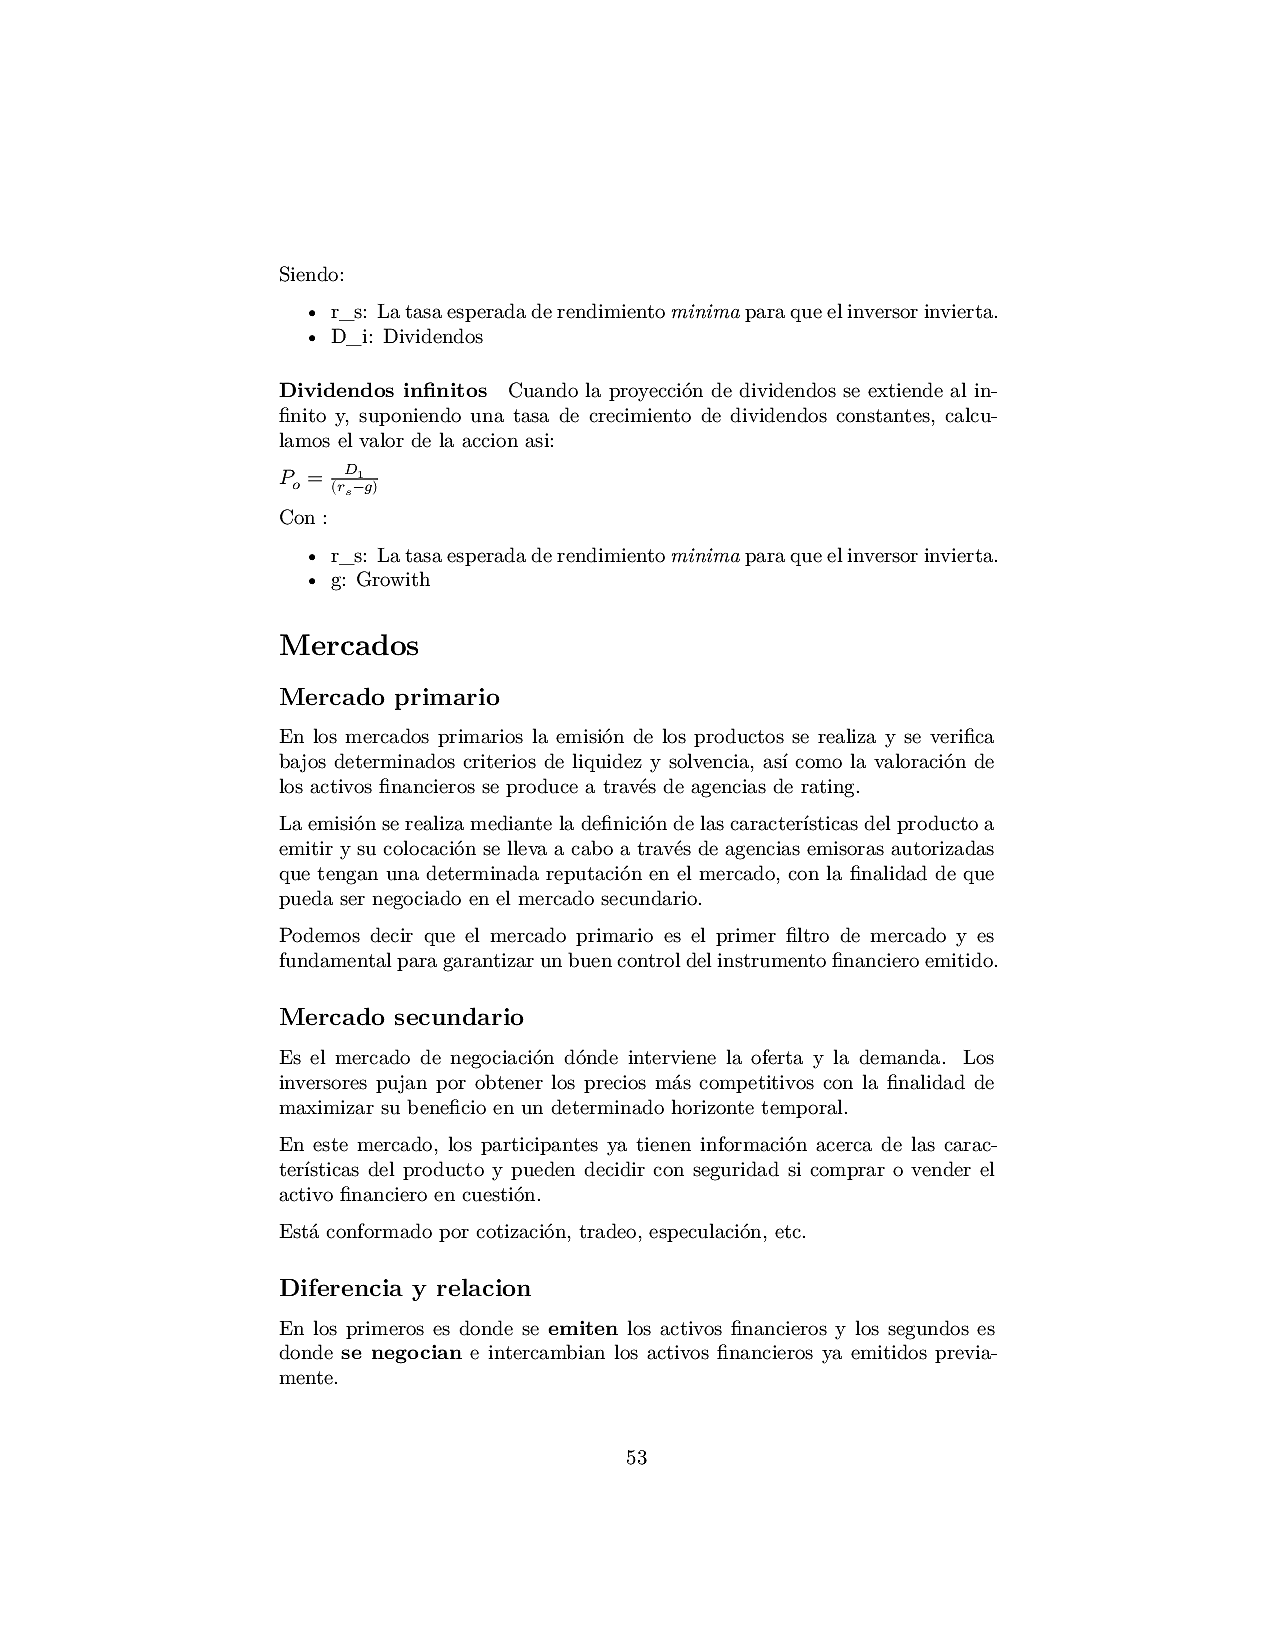 Siendo:
• r_s: La tasa esperada de rendimiento minima para que el inversor invierta.
• D_i: Dividendos
Dividendos infinitos Cuando la proyección de dividendos se extiende al in-
finito y, suponiendo una tasa de crecimiento de dividendos constantes, calcu-
lamos el valor de la accion asi:
P_o = \frac{D_1}{(r_s-g)}
Con :
• r_s: La tasa esperada de rendimiento minima para que el inversor invierta.
• g: Growith
Mercados
Mercado primario
En los mercados primarios la emisión de los productos se realiza y se verifica
bajos determinados criterios de liquidez y solvencia, así como la valoración de
los activos financieros se produce a través de agencias de rating.
La emisión se realiza mediante la definición de las características del producto a
emitir y su colocación se lleva a cabo a través de agencias emisoras autorizadas
que tengan una determinada reputación en el mercado, con la finalidad de que
pueda ser negociado en el mercado secundario.
Podemos decir que el mercado primario es el primer filtro de mercado y es
fundamental para garantizar un buen control del instrumento financiero emitido.
Mercado secundario
Es el mercado de negociación dónde interviene la oferta y la demanda. Los
inversores pujan por obtener los precios más competitivos con la finalidad de
maximizar su beneficio en un determinado horizonte temporal.
En este mercado, los participantes ya tienen información acerca de las carac-
terísticas del producto y pueden decidir con seguridad si comprar o vender el
activo financiero en cuestión.
Está conformado por cotización, tradeo, especulación, etc.
Diferencia y relacion
En los primeros es donde se emiten los activos financieros y los segundos es
donde se negocian e intercambian los activos financieros ya emitidos previa-
mente.
53